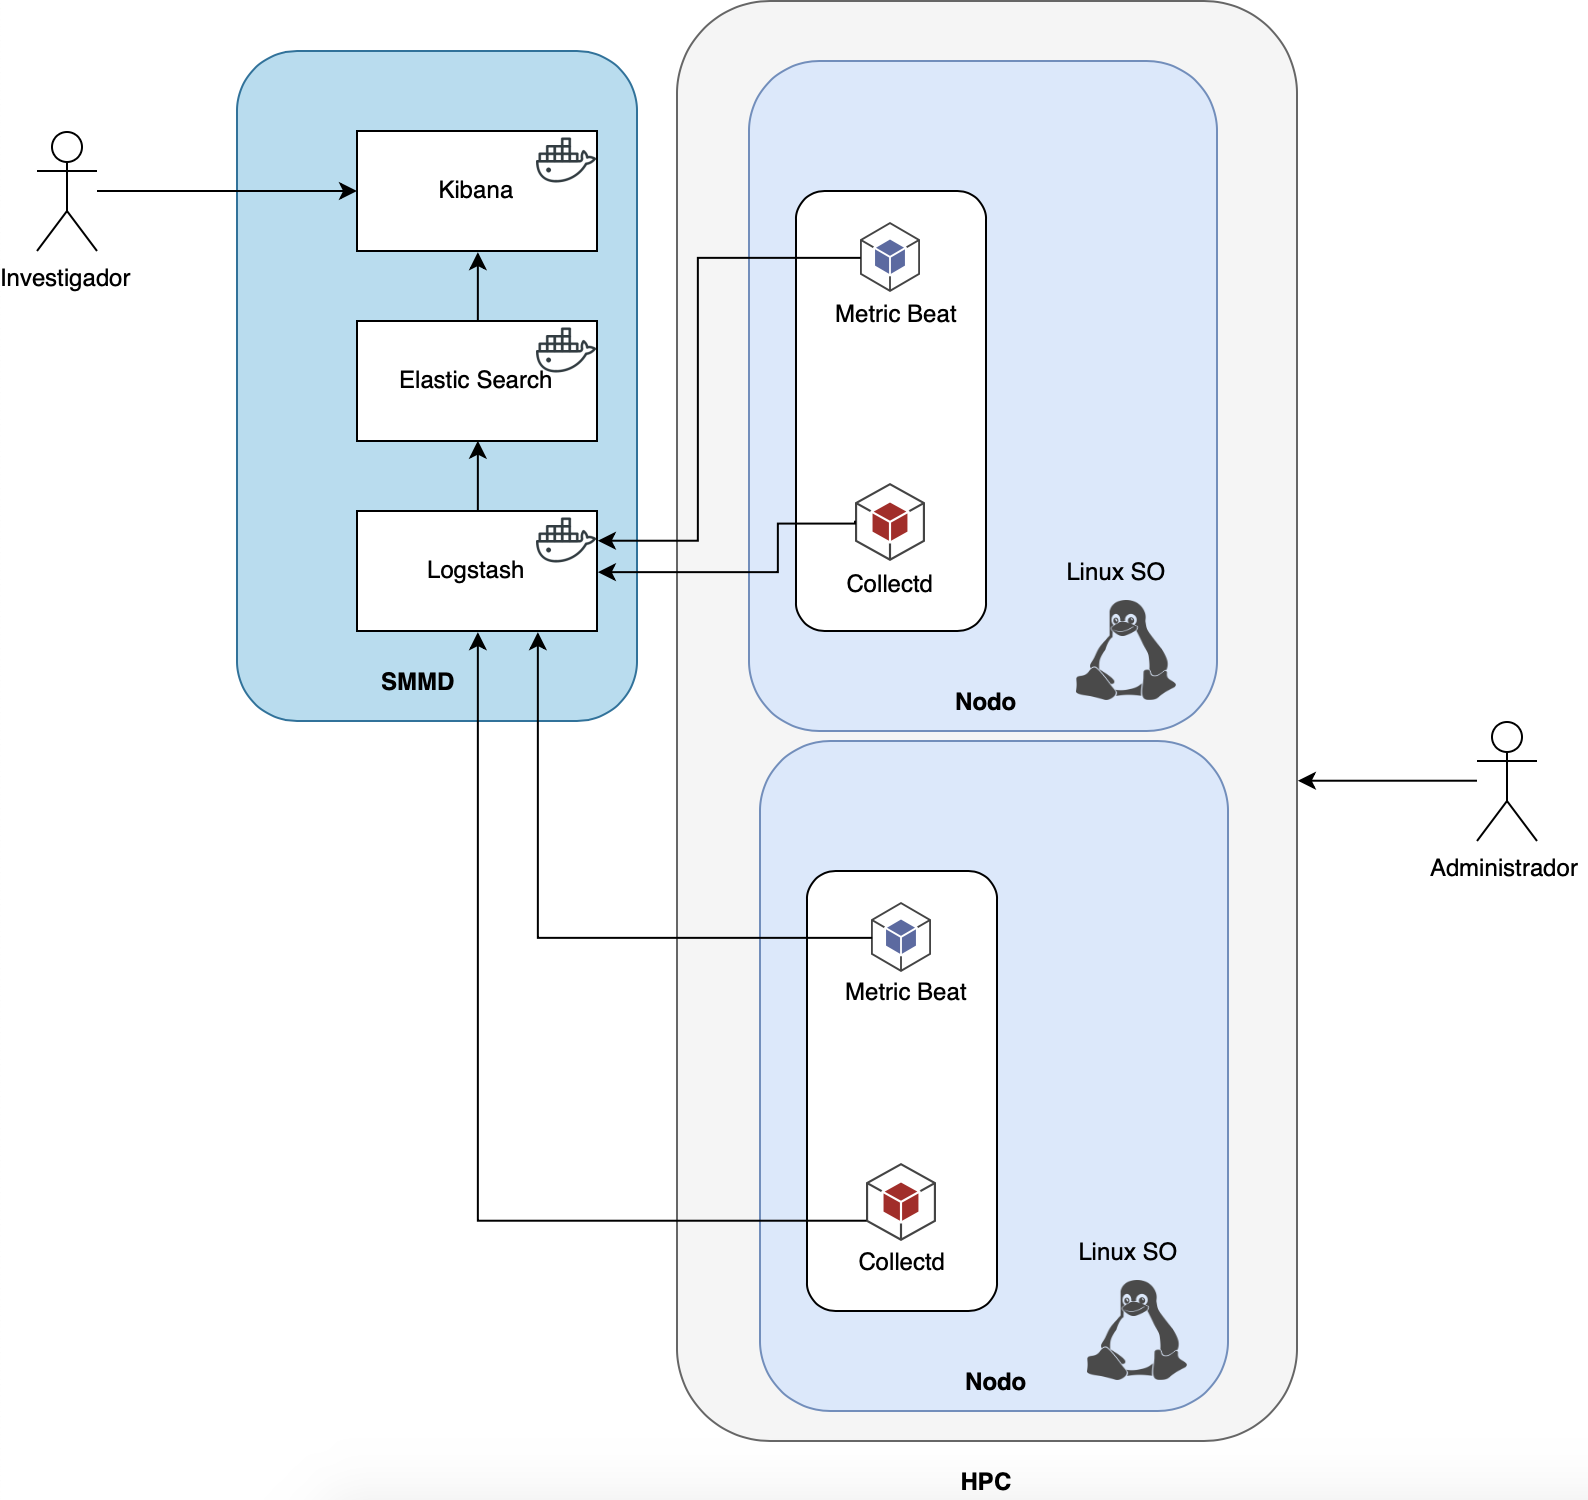 Investigador
Kibana
Elastic Search
Logstash
SMMD
Metric Beat
Collectd
Linux SO
Nodo
Metric Beat
Collectd
Linux SO
Nodo
HPC
Administrador